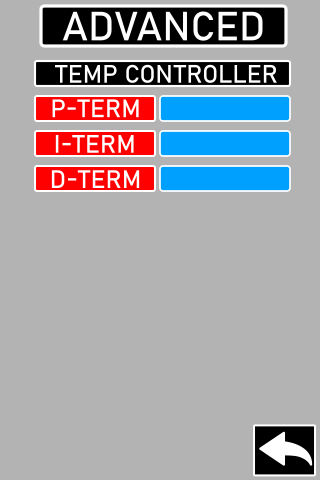 ADVANCED
TEMP CONTROLLER
P-TERM
I-TERM
D-TERM